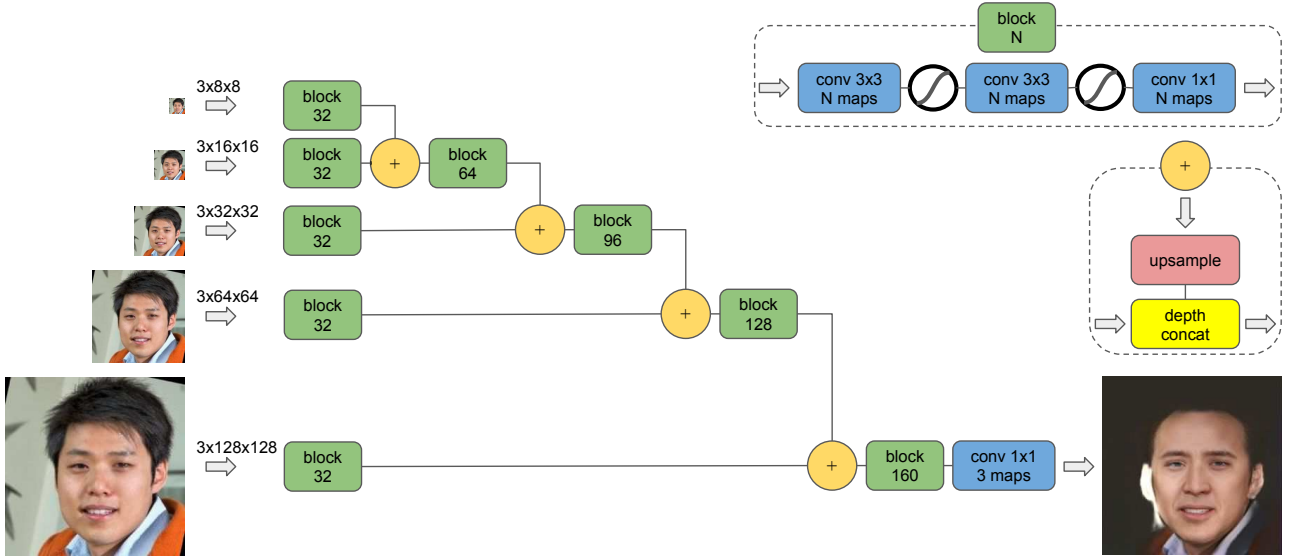 block
N
conv 3x3
N maps
conv 3x3
N maps
conv 1x1
N maps
3x8x8
block
32
3x16x16
block
32
+
block
64
+
3x32x32
block
32
+
block
96
upsample
3x64x64
block
32
+
block
128
depth
concat
3x128x128
block
32
+
block
160
conv 1x1
3 maps